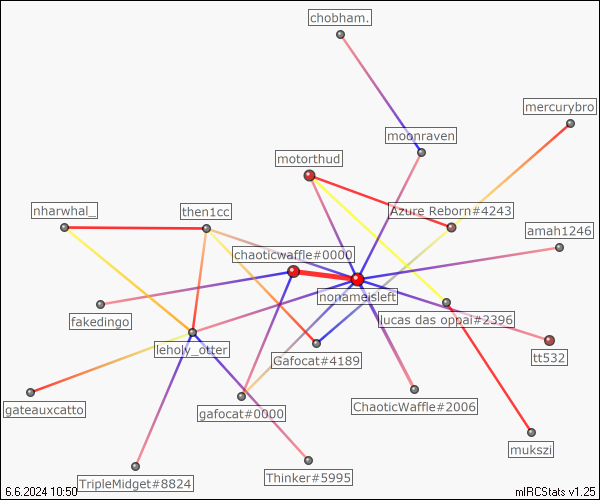 chobham.
mercurybro
moonraven
motorthud
nharwhal_
then1cc
Azure Reborn#4243
amah1246
chaoticwaffle#0000
nonameisleft
fakedingo
lucas das oppai#2396
leholy_otter
Gafocat#4189
tt532
gateauxcatto
gafocat#0000
ChaoticWaffle#2006
mukszi
TripleMidget#8824
Thinker#5995
6.6.2024 10:50
mIRCStats v1.25